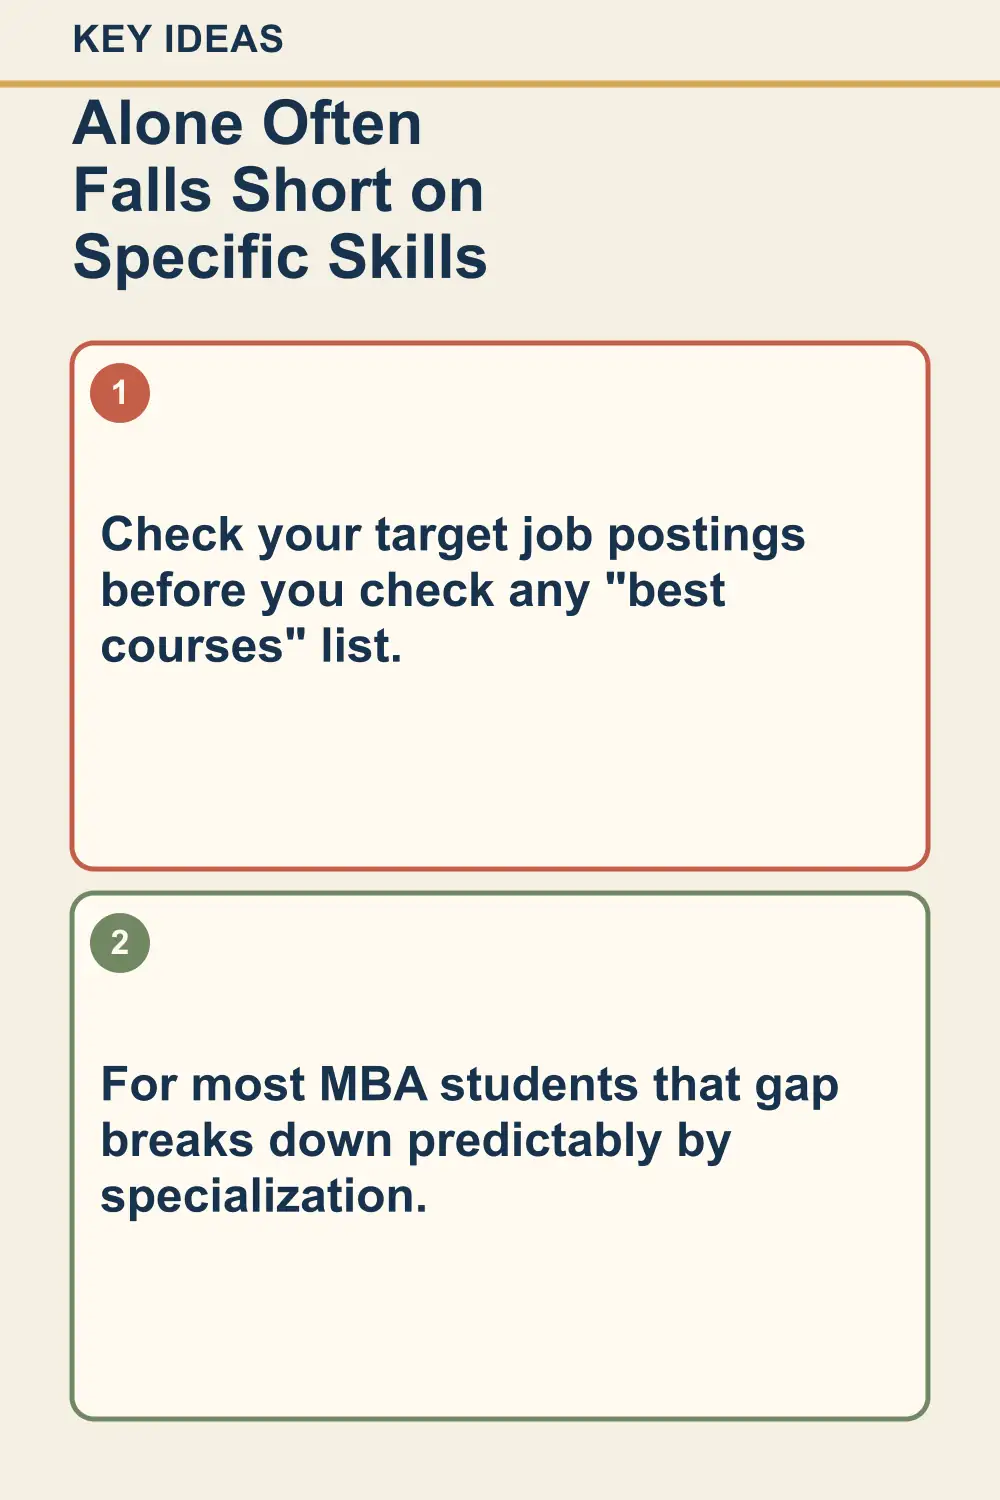 KEY IDEAS
Alone Often
Falls Short on
Specific Skills
1
Check your target job postings
before you check any "best
courses" list.
2
For most MBA students that gap
breaks down predictably by
specialization.